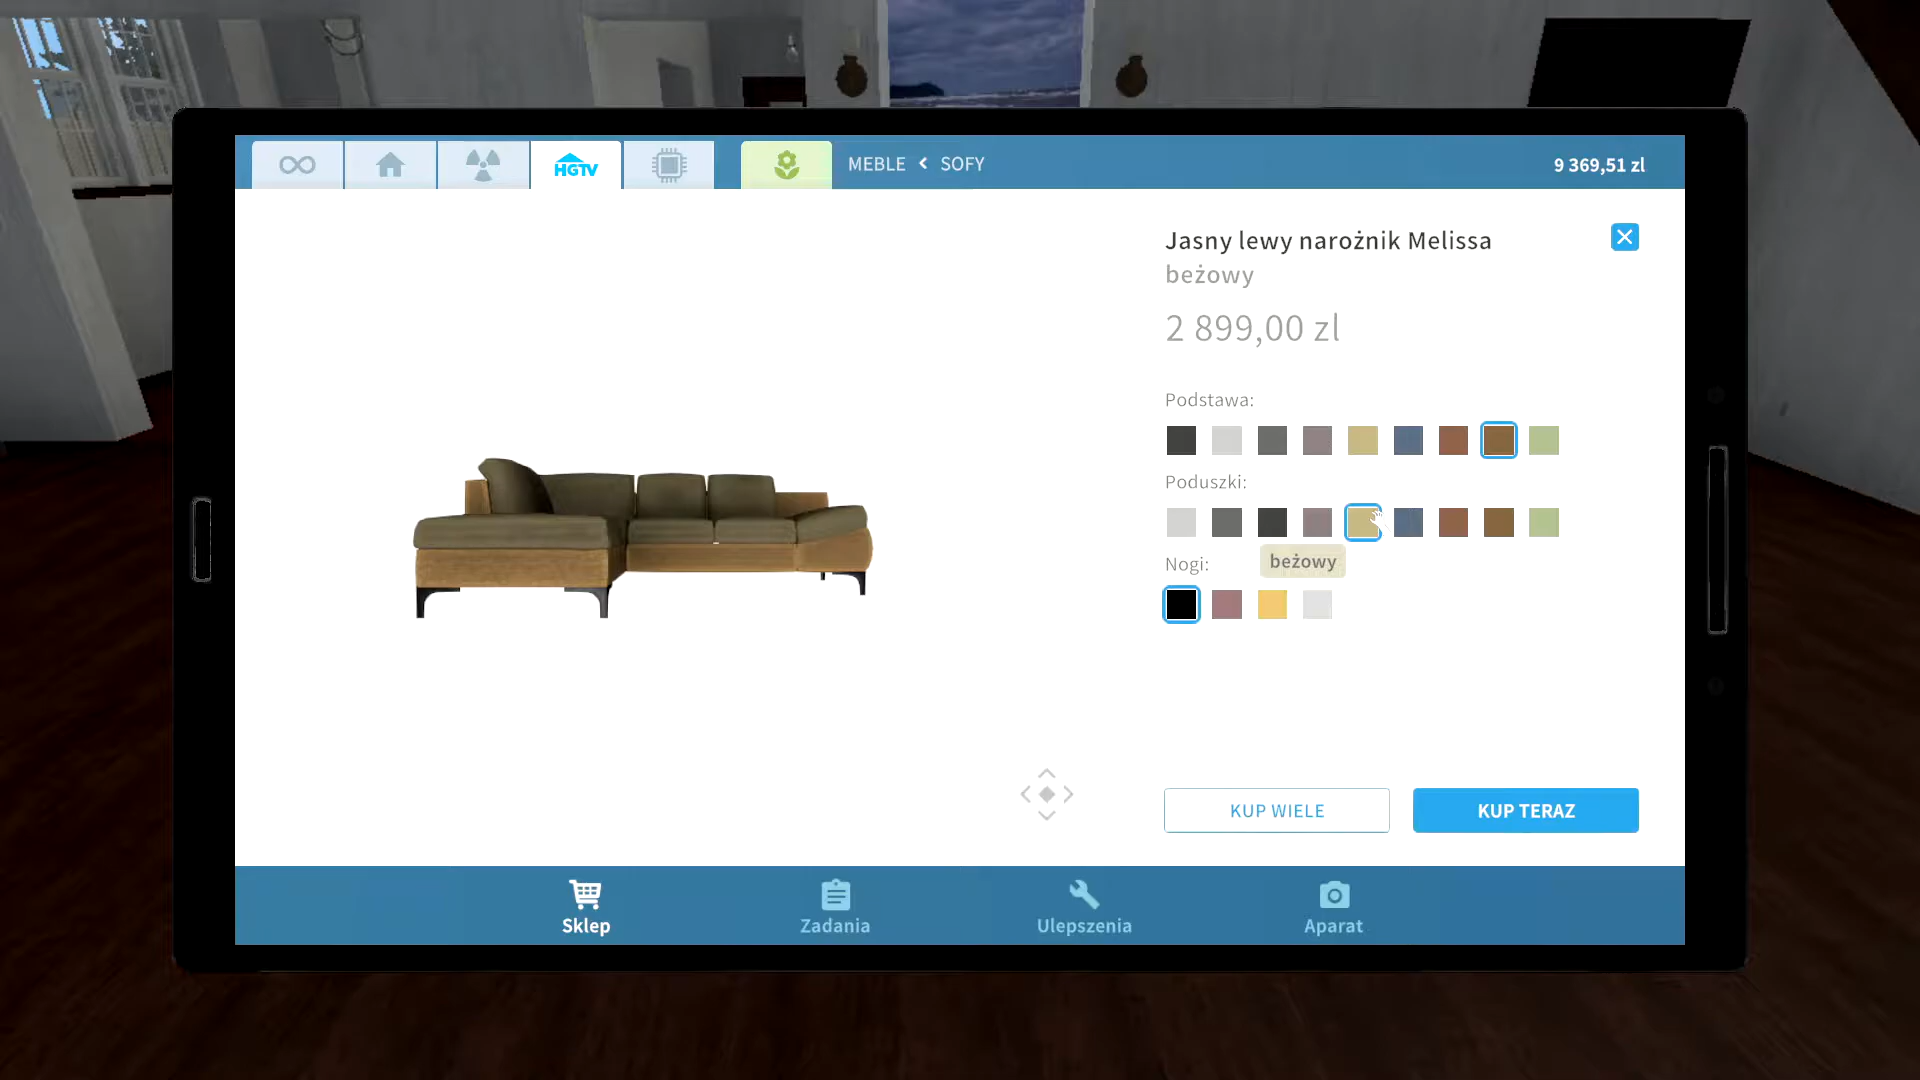 HGTV
MEBLE < SOFY
9 369,51 zl
Jasny lewy narożnik Melissa
beżowy
2 899,00 zl
Podstawa:
Poduszki:
beżowy
Nogi:
KUP WIELE
KUP TERAZ
Sklep
Zadania
Ulepszenia
Aparat